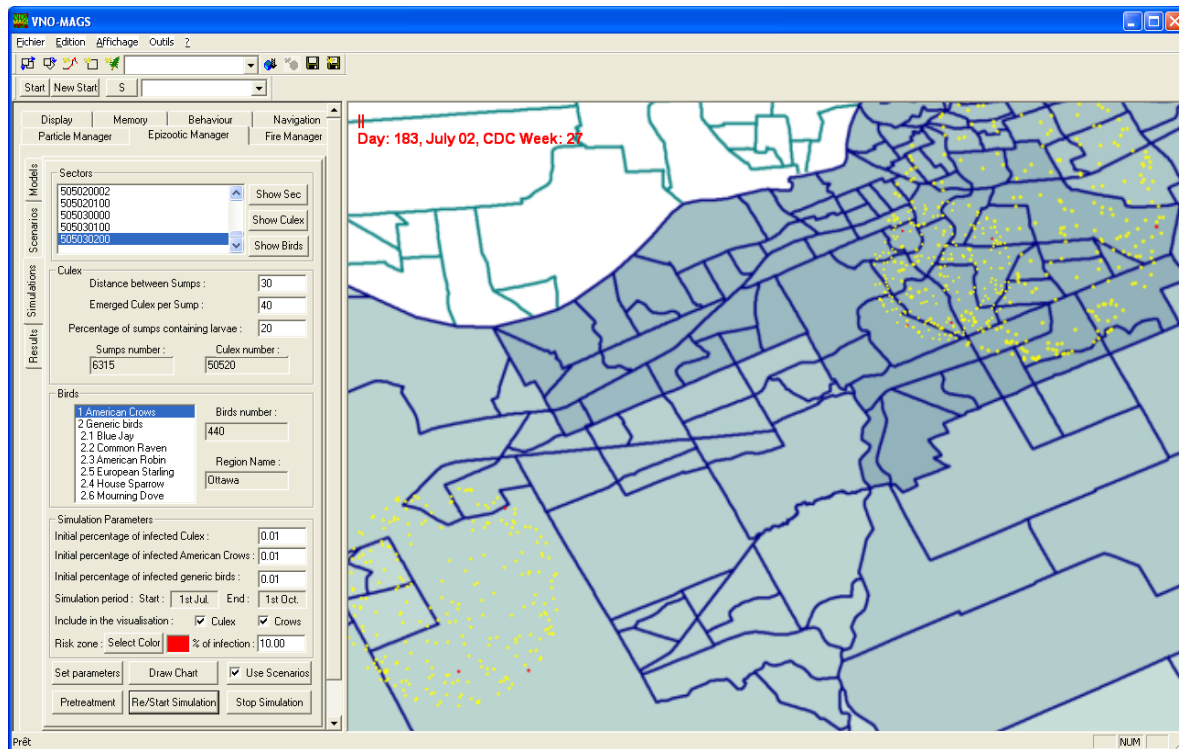 VNO-MAGS
Fichier Edition Affichage Outils ?
Start New Start S
Display Memory Behaviour Navigation
Particle Manager Epizootic Manager Fire Manager
Models
Scenarios
Simulations
Results
Sectors
505020002
505020100
505030000
505030100
505030200
Show Sec
Show Culex
Show Birds
Culex
Distance between Sumps : 30
Emerged Culex per Sump : 40
Percentage of sumps containing larvae : 20
Sumps number : Culex number :
6315 50520
Birds
1 American Crows
2 Generic birds
2.1 Blue Jay
2.2 Common Raven
2.3 American Robin
2.5 European Starling
2.4 House Sparrow
2.6 Mourning Dove
Birds number :
440
Region Name :
Ottawa
Simulation Parameters
Initial percentage of infected Culex : 0.01
Initial percentage of infected American Crows : 0.01
Initial percentage of infected generic birds : 0.01
Simulation period : Start : 1st Jul. End : 1st Oct.
Include in the visualisation : Culex Crows
Risk zone : Select Color % of infection : 10.00
Set parameters Draw Chart Use Scenarios
Pretreatment Re/Start Simulation Stop Simulation
Day: 183, July 02, CDC Week: 27
Prêt NUM